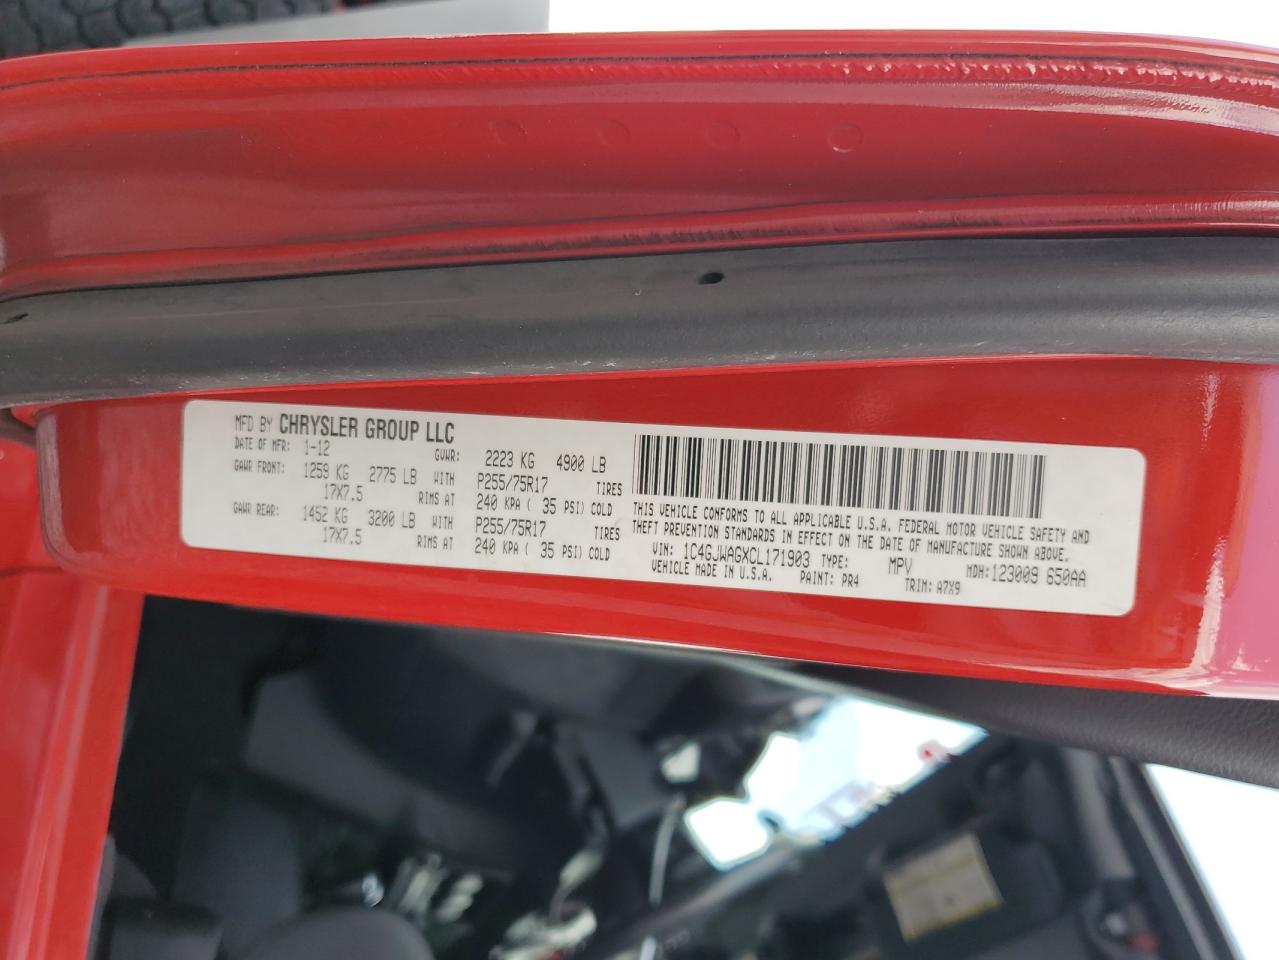 MFD BY CHRYSLER GROUP LLC
DATE OF MFR: 1-12 GVWR: 2223 KG 4900 LB
GAWR FRONT: 1259 KG 2775 LB WITH P255/75R17 TIRES
17X7.5 RIMS AT 240 KPA ( 35 PSI) COLD
GAWR REAR: 1452 KG 3200 LB WITH P255/75R17 TIRES
17X7.5 RIMS AT 240 KPA ( 35 PSI) COLD
THIS VEHICLE CONFORMS TO ALL APPLICABLE U.S.A. FEDERAL MOTOR VEHICLE SAFETY AND
THEFT PREVENTION STANDARDS IN EFFECT ON THE DATE OF MANUFACTURE SHOWN ABOVE.
VIN: 1C4GJWAGXCL171903 TYPE: MPV MDH: 123009 650AA
VEHICLE MADE IN U.S.A. PAINT: PR4 TRIM: A7X9